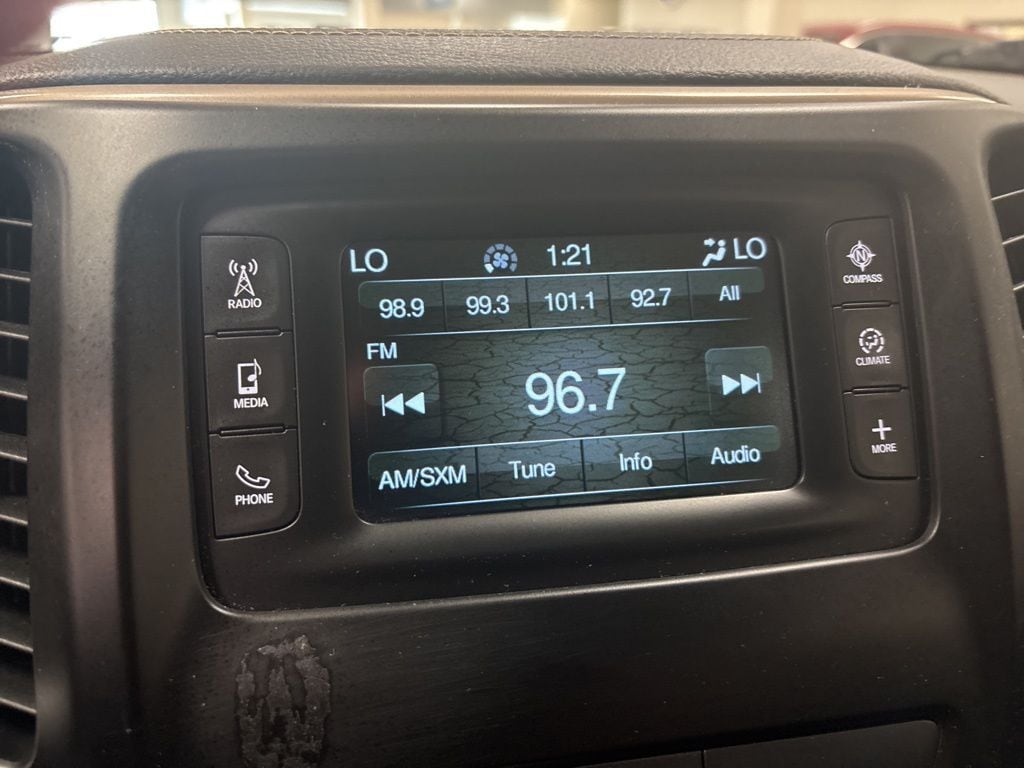 LO 1:21 LO
98.9 99.3 101.1 92.7 All
FM
96.7
AM/SXM Tune Info Audio
RADIO
MEDIA
PHONE
N
COMPASS
CLIMATE
MORE